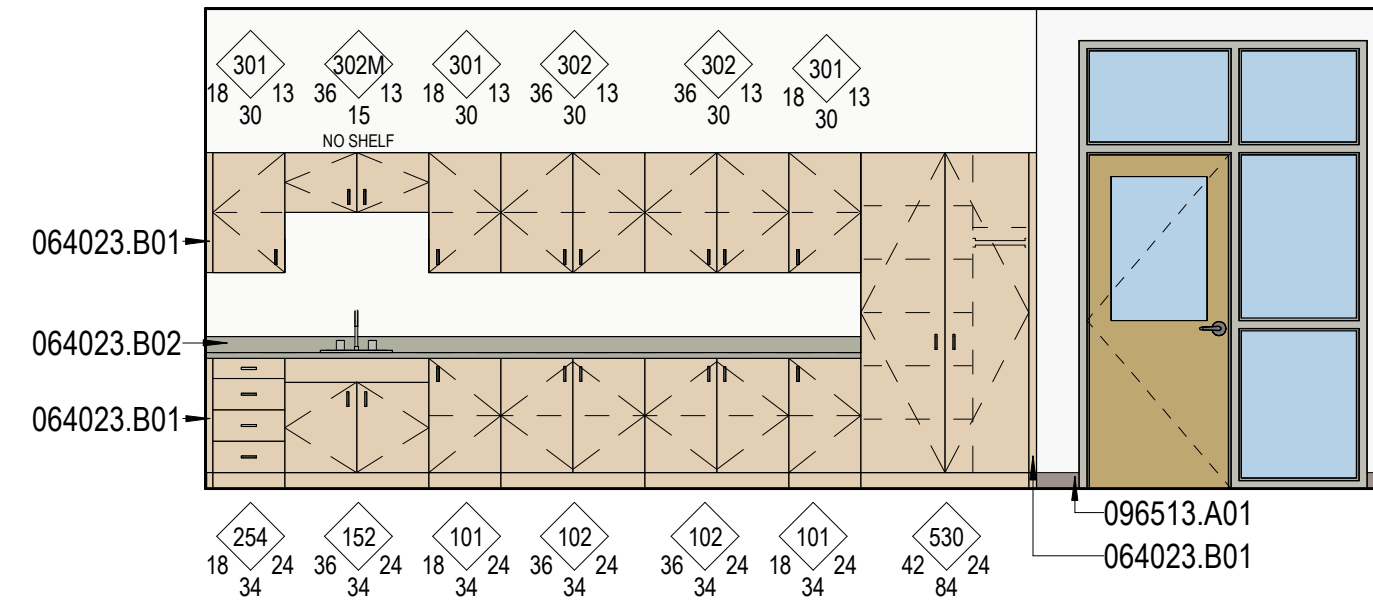 301 302M 301 302 302 301
18 13 36 13 18 13 36 13 36 13 18 13
30 15 30 30 30 30
NO SHELF
064023.B01
064023.B02
064023.B01
096513.A01
064023.B01
254 152 101 102 102 101 530
18 24 36 24 18 24 36 24 36 24 18 24 42 24
34 34 34 34 34 34 84